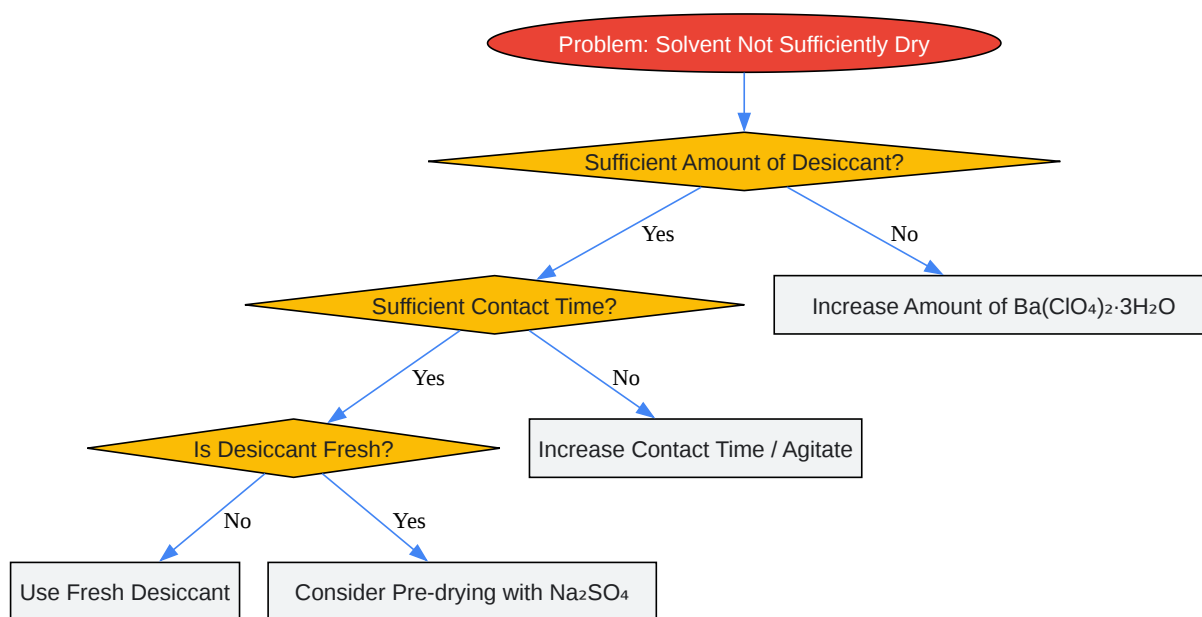 Problem: Solvent Not Sufficiently Dry
Sufficient Amount of Desiccant?
Yes
No
Sufficient Contact Time?
Increase Amount of Ba(ClO₄)₂·3H₂O
Yes
No
Is Desiccant Fresh?
Increase Contact Time / Agitate
No
Yes
Use Fresh Desiccant
Consider Pre-drying with Na₂SO₄